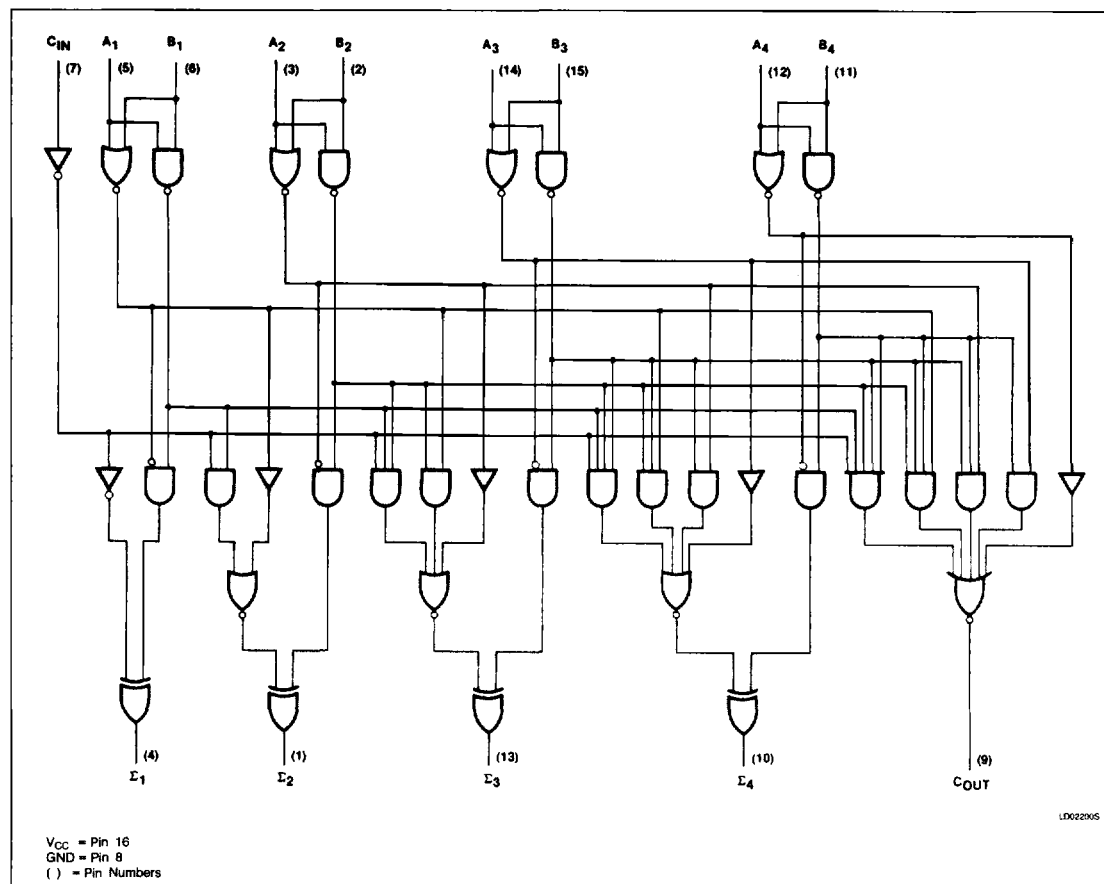 CIN A1 B1 A2 B2 A3 B3 A4 B4
(7) (5) (6) (3) (2) (14) (15) (12) (11)
(4) (1) (13) (10) (9)
Σ1 Σ2 Σ3 Σ4 COUT
LD02200S
VCC = Pin 16
GND = Pin 8
( ) = Pin Numbers